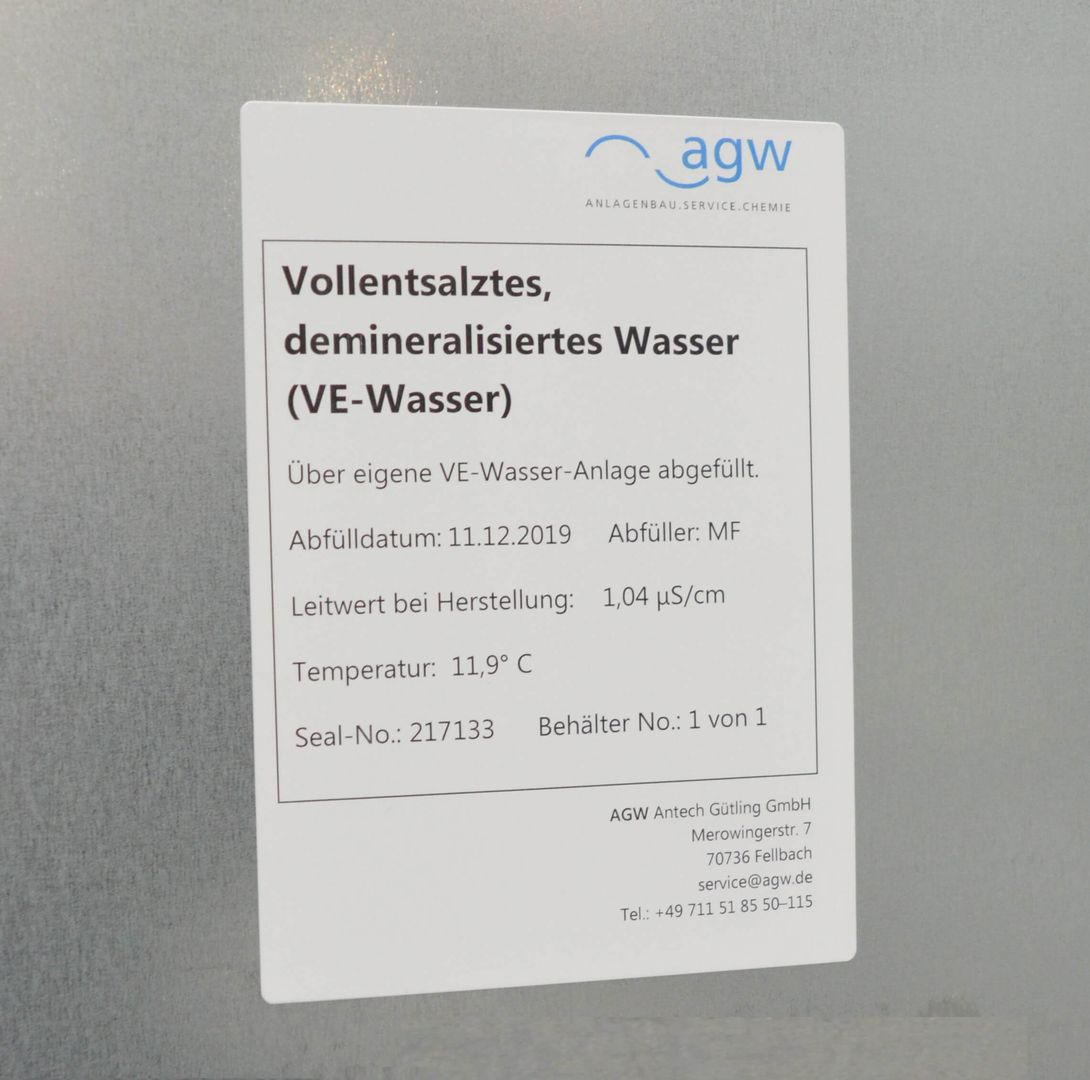 agw
ANLAGENBAU.SERVICE.CHEMIE
Vollentsalztes,
demineralisiertes Wasser
(VE-Wasser)
Über eigene VE-Wasser-Anlage abgefüllt.
Abfülldatum: 11.12.2019 Abfüller: MF
Leitwert bei Herstellung: 1,04 µS/cm
Temperatur: 11,9° C
Seal-No.: 217133 Behälter No.: 1 von 1
AGW Antech Gütling GmbH
Merowingerstr. 7
70736 Fellbach
service@agw.de
Tel.: +49 711 51 85 50–115